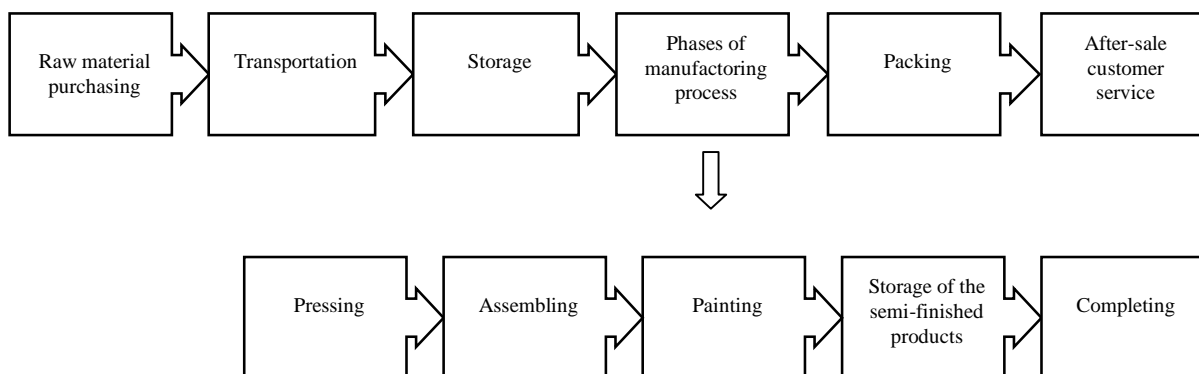 Raw material
purchasing
Transportation
Storage
Phases of
manufactoring
process
Packing
After-sale
customer
service
Pressing
Assembling
Painting
Storage of the
semi-finished
products
Completing